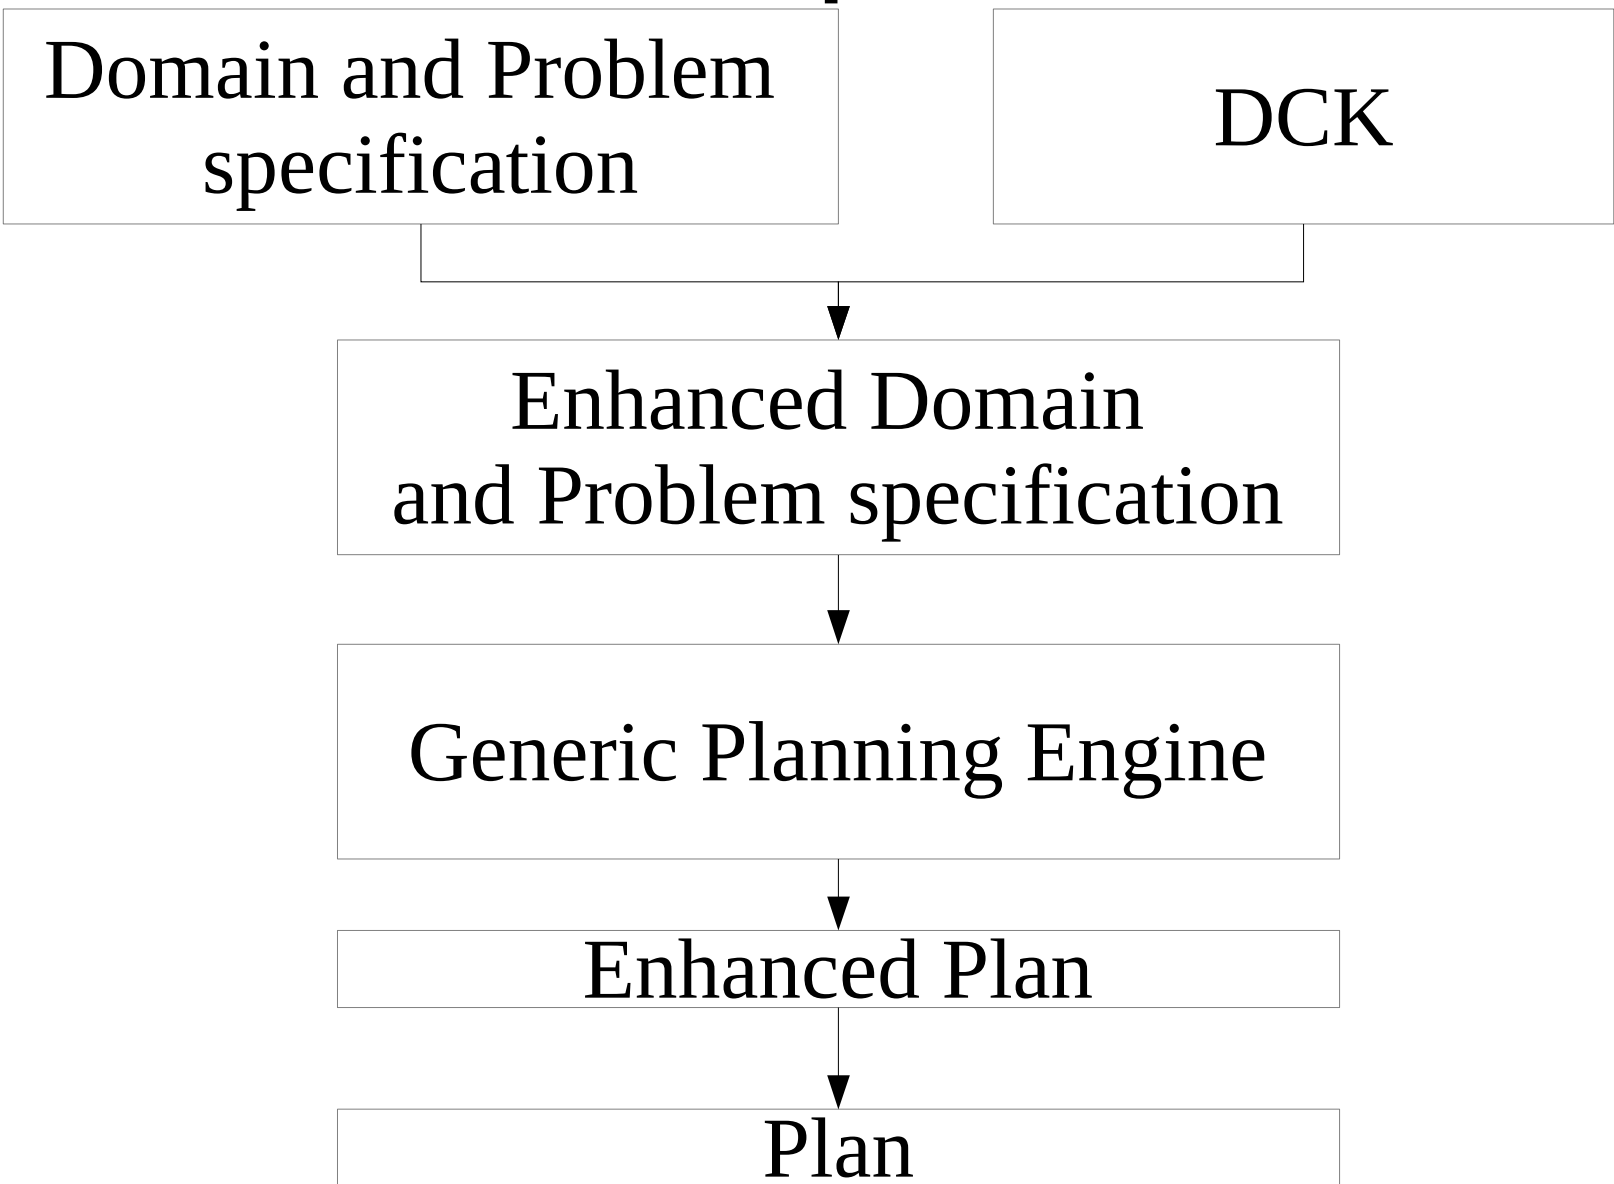 Domain and Problem
specification
DCK
Enhanced Domain
and Problem specification
Generic Planning Engine
Enhanced Plan
Plan